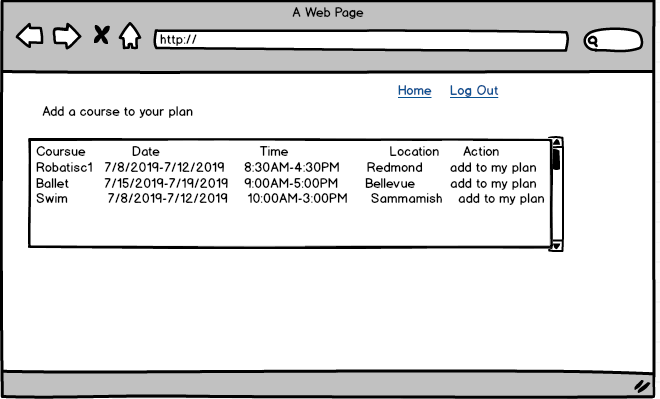 A Web Page
http://
Home Log Out
Add a course to your plan
Coursue Date Time Location Action
Robatisc1 7/8/2019-7/12/2019 8:30AM-4:30PM Redmond add to my plan
Ballet 7/15/2019-7/19/2019 9:00AM-5:00PM Bellevue add to my plan
Swim 7/8/2019-7/12/2019 10:00AM-3:00PM Sammamish add to my plan